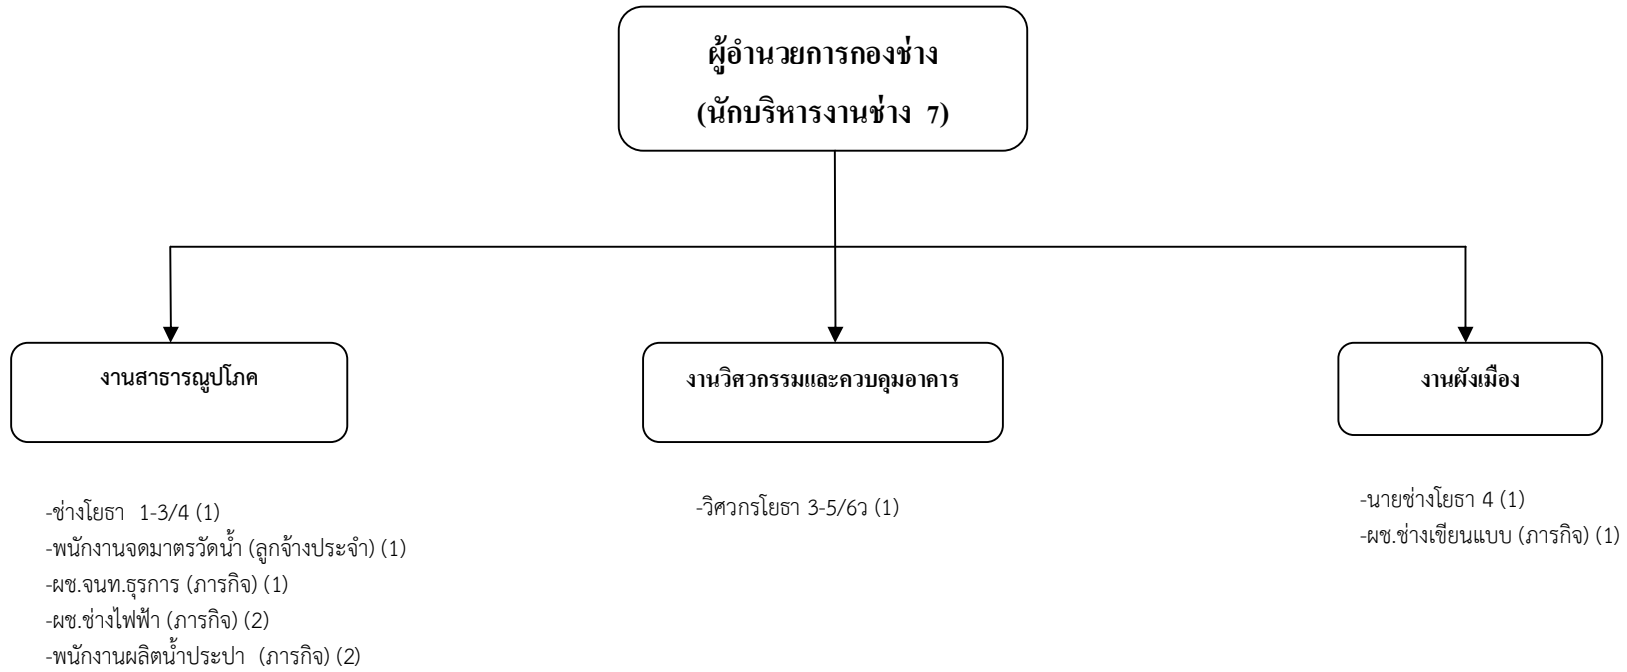 ผู้อำนวยการกองช่าง
(นักบริหารงานช่าง 7)
งานสาธารณูปโภค
งานวิศวกรรมและควบคุมอาคาร
งานผังเมือง
-ช่างโยธา 1-3/4 (1)
-พนักงานจดมาตรวัดน้ำ (ลูกจ้างประจำ) (1)
-ผช.จนท.ธุรการ (ภารกิจ) (1)
-ผช.ช่างไฟฟ้า (ภารกิจ) (2)
-พนักงานผลิตน้ำประปา (ภารกิจ) (2)
-วิศวกรโยธา 3-5/6ว (1)
-นายช่างโยธา 4 (1)
-ผช.ช่างเขียนแบบ (ภารกิจ) (1)